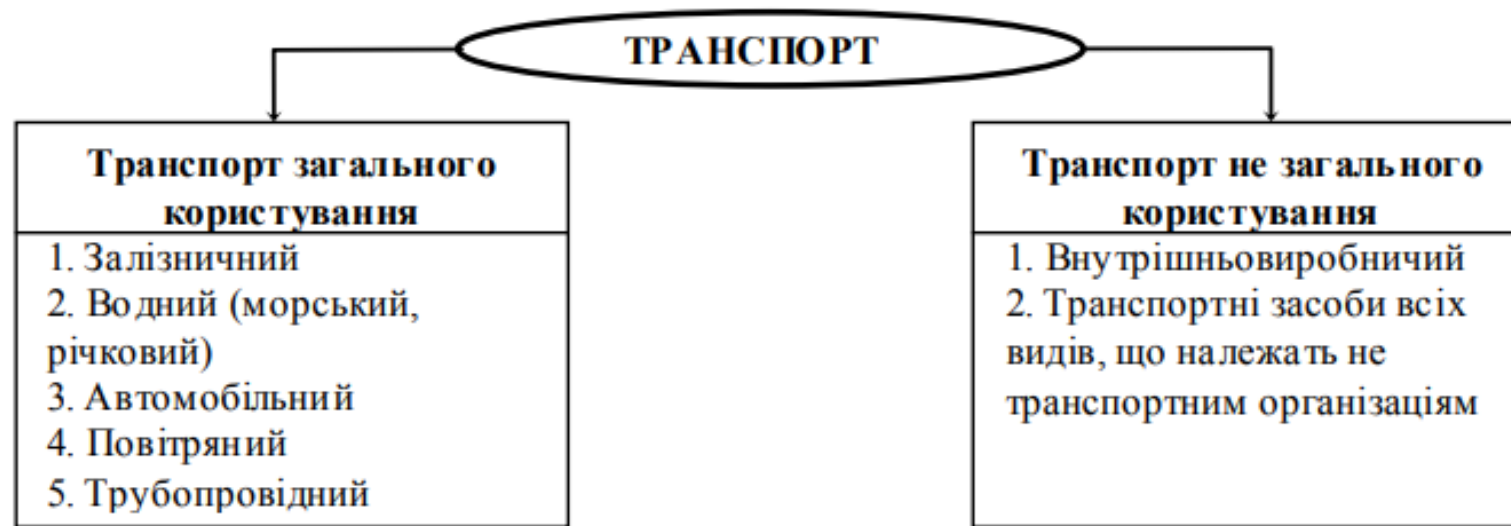 ТРАНСПОРТ
Транспорт загального
користування
1. Залізничний
2. Водний (морський,
річковий)
3. Автомобільний
4. Повітряний
5. Трубопровідний
Транспорт не загального
користування
1. Внутрішньовиробничий
2. Транспортні засоби всіх
видів, що належать не
транспортним організаціям